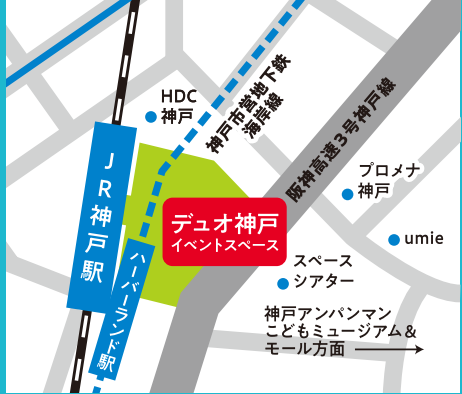 HDC
神戸
神戸市営地下鉄
海岸線
阪神高速3号神戸線
JR神戸駅
プロメナ
神戸
デュオ神戸
イベントスペース
umie
ハーバーランド駅
スペース
シアター
神戸アンパンマン
こどもミュージアム&
モール方面